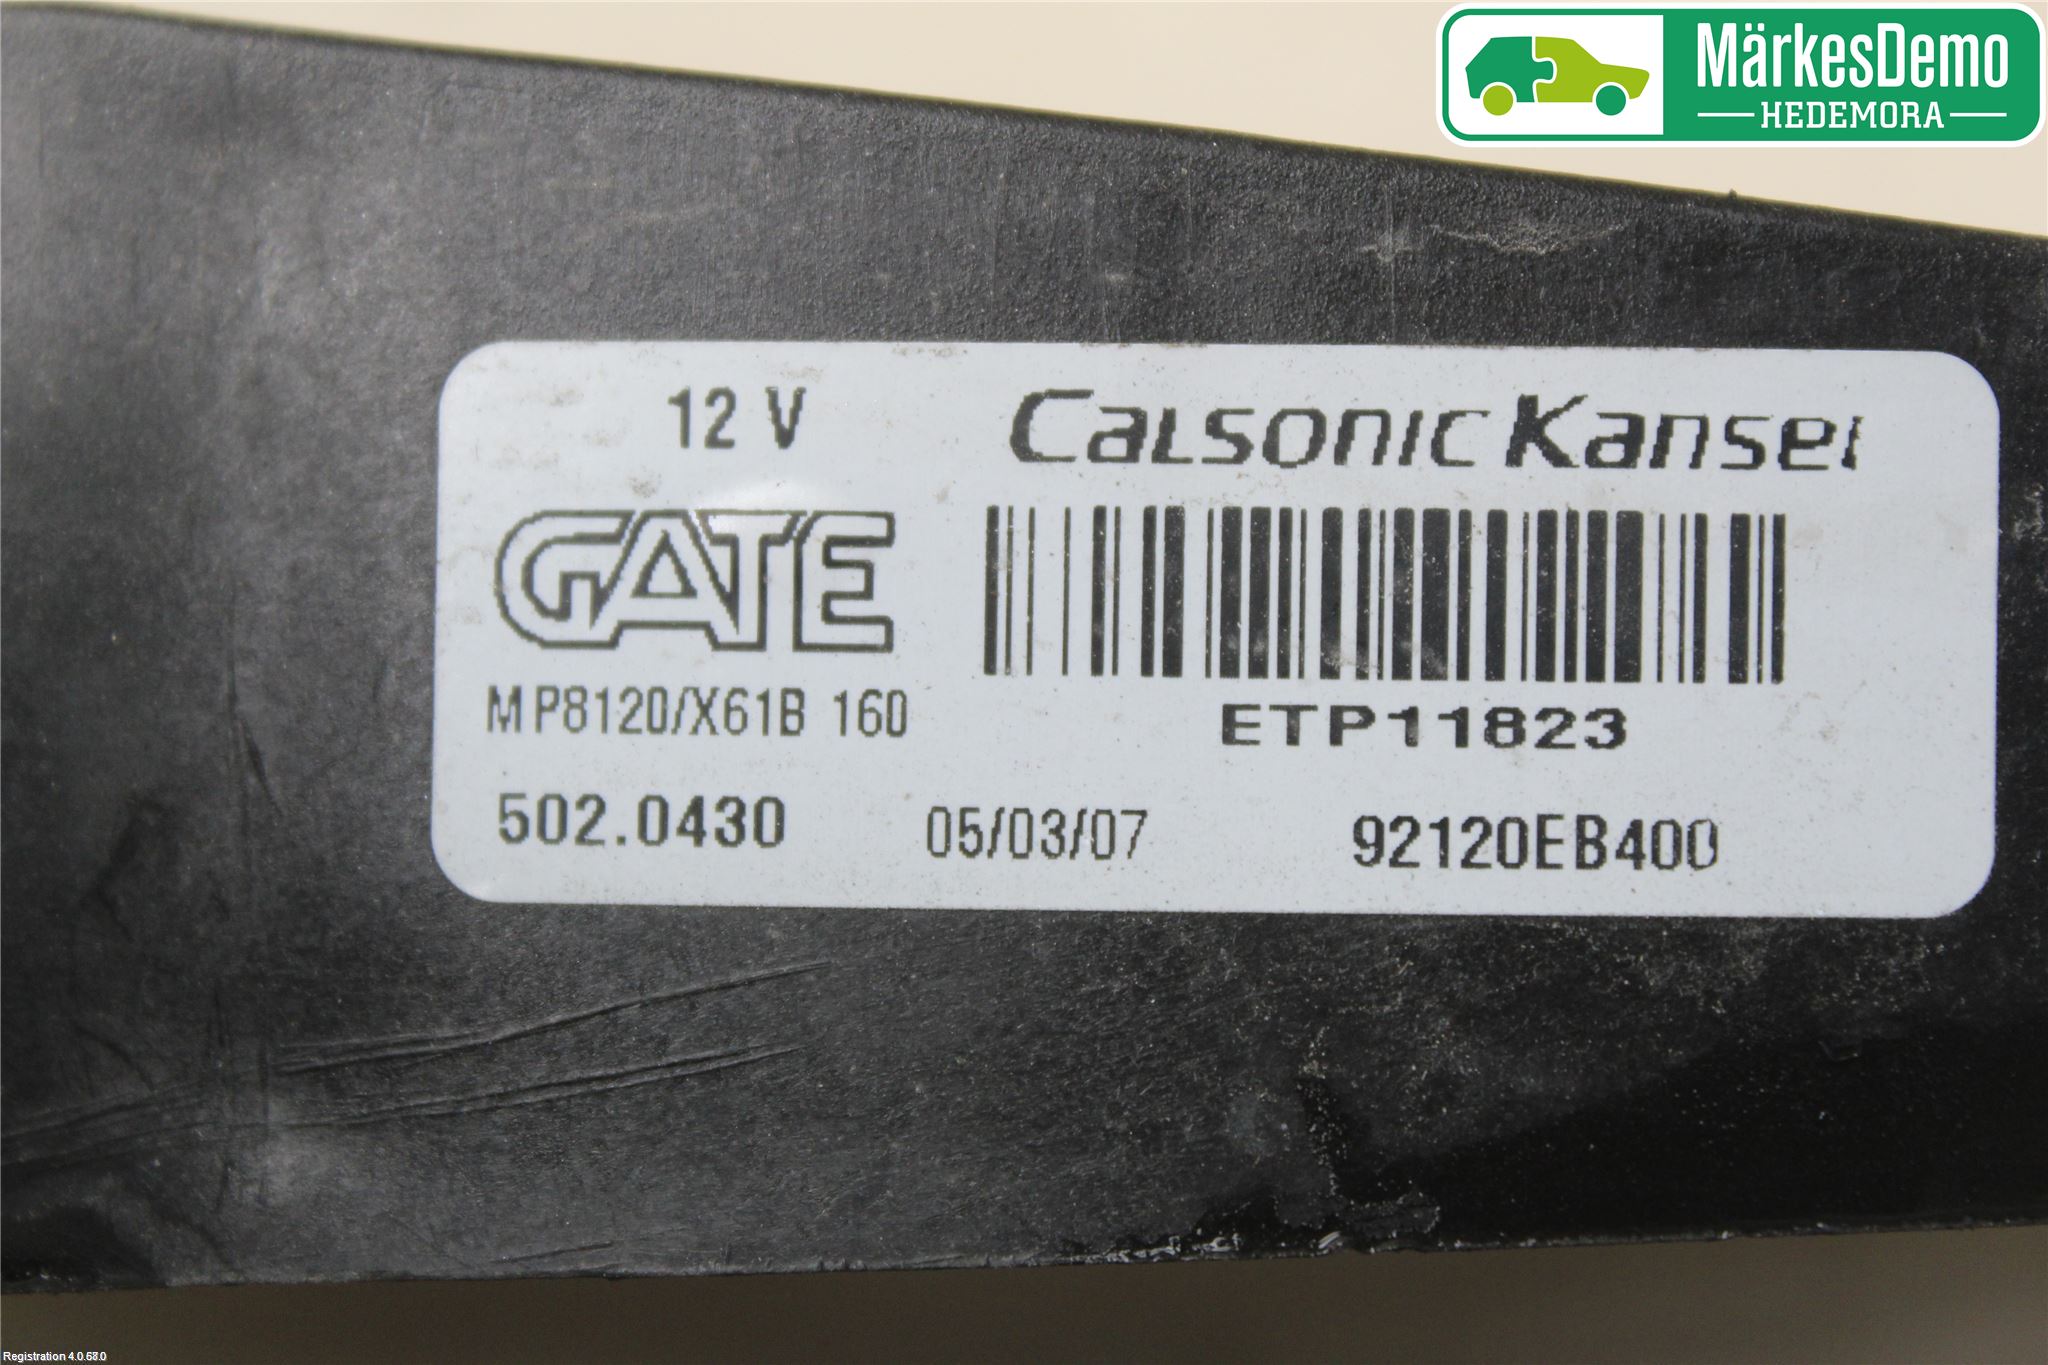 MärkesDemo
HEDEMORA
12 V
CALSONIC Kansei
GATE
MP8120/X61B 160
ETP11823
502.0430 05/03/07 92120EB400
Registration 4.0.68.0